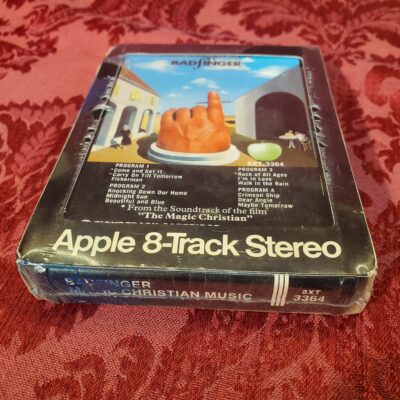 BADFINGER
8XT-3364
PROGRAM 1
*Come and Get It
*Carry On Till Tomorrow
Fisherman
PROGRAM 2
Knocking Down Our Home
Midnight Sun
Beautiful and Blue
PROGRAM 3
*Rock of All Ages
I'm in Love
Walk in the Rain
PROGRAM 4
Crimson Ship
Dear Angie
Maybe Tomorrow
*From the Soundtrack of the film
"The Magic Christian"
Apple 8-Track Stereo
BADFINGER
MAGIC CHRISTIAN MUSIC
8XT
3364